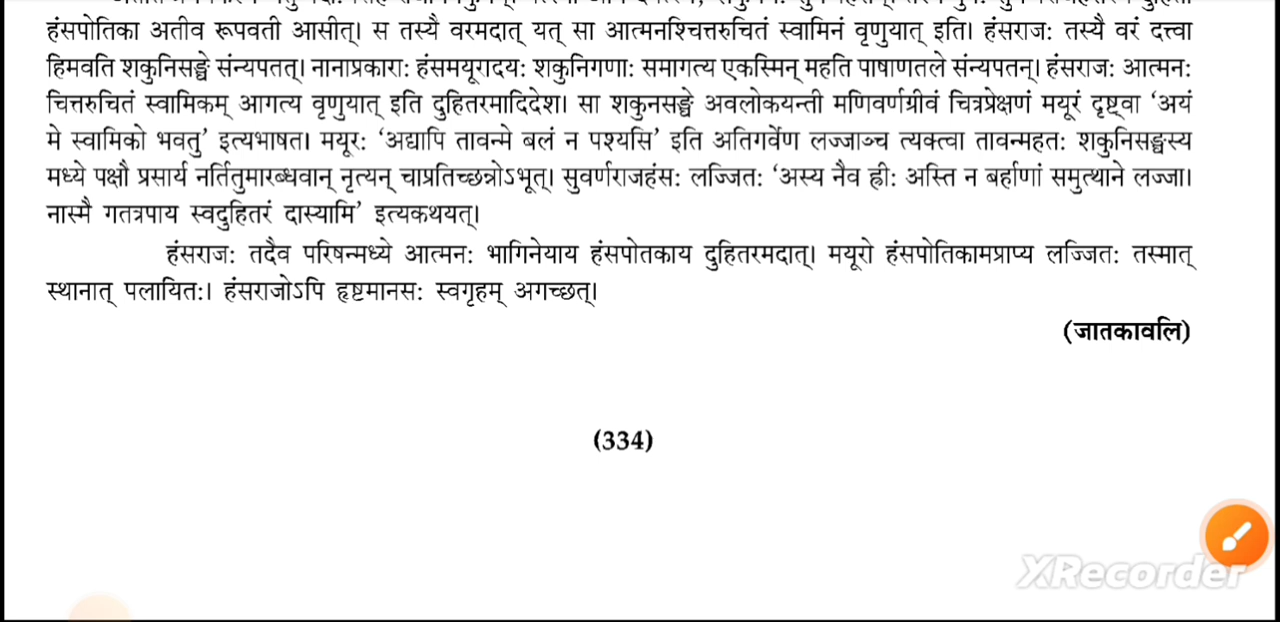 हंसपोतिका अतीव रूपवती आसीत्। स तस्यै वरमदात् यत् सा आत्मनश्चित्तरुचितं स्वामिनं वृणुयात् इति। हंसराजः तस्यै वरं दत्त्वा
हिमवति शकुनिसङ्घे संन्यपतत्। नानाप्रकाराः हंसमयूरादयः शकुनिगणाः समागत्य एकस्मिन् महति पाषाणतले संन्यपतन्। हंसराजः आत्मनः
चित्तरुचितं स्वामिकम् आगत्य वृणुयात् इति दुहितरमादिदेश। सा शकुनसङ्घे अवलोकयन्ती मणिवर्णग्रीवं चित्रप्रेक्षणं मयूरं दृष्ट्वा ‘अयं
मे स्वामिको भवतु’ इत्यभाषत। मयूरः ‘अद्यापि तावन्मे बलं न पश्यसि’ इति अतिगर्वेण लज्जाञ्च त्यक्त्वा तावन्महतः शकुनिसङ्घस्य
मध्ये पक्षौ प्रसार्य नर्तितुमारब्धवान् नृत्यन् चाप्रतिच्छन्नोऽभूत्। सुवर्णराजहंसः लज्जितः ‘अस्य नैव ह्रीः अस्ति न बर्हाणां समुत्थाने लज्जा।
नास्मै गतत्रपाय स्वदुहितरं दास्यामि’ इत्यकथयत्।
हंसराजः तदैव परिषन्मध्ये आत्मनः भागिनेयाय हंसपोतकाय दुहितरमदात्। मयूरो हंसपोतिकामप्राप्य लज्जितः तस्मात्
स्थानात् पलायितः। हंसराजोऽपि हृष्टमानसः स्वगृहम् अगच्छत्।
(जातकावलि)
(334)
XRecorder